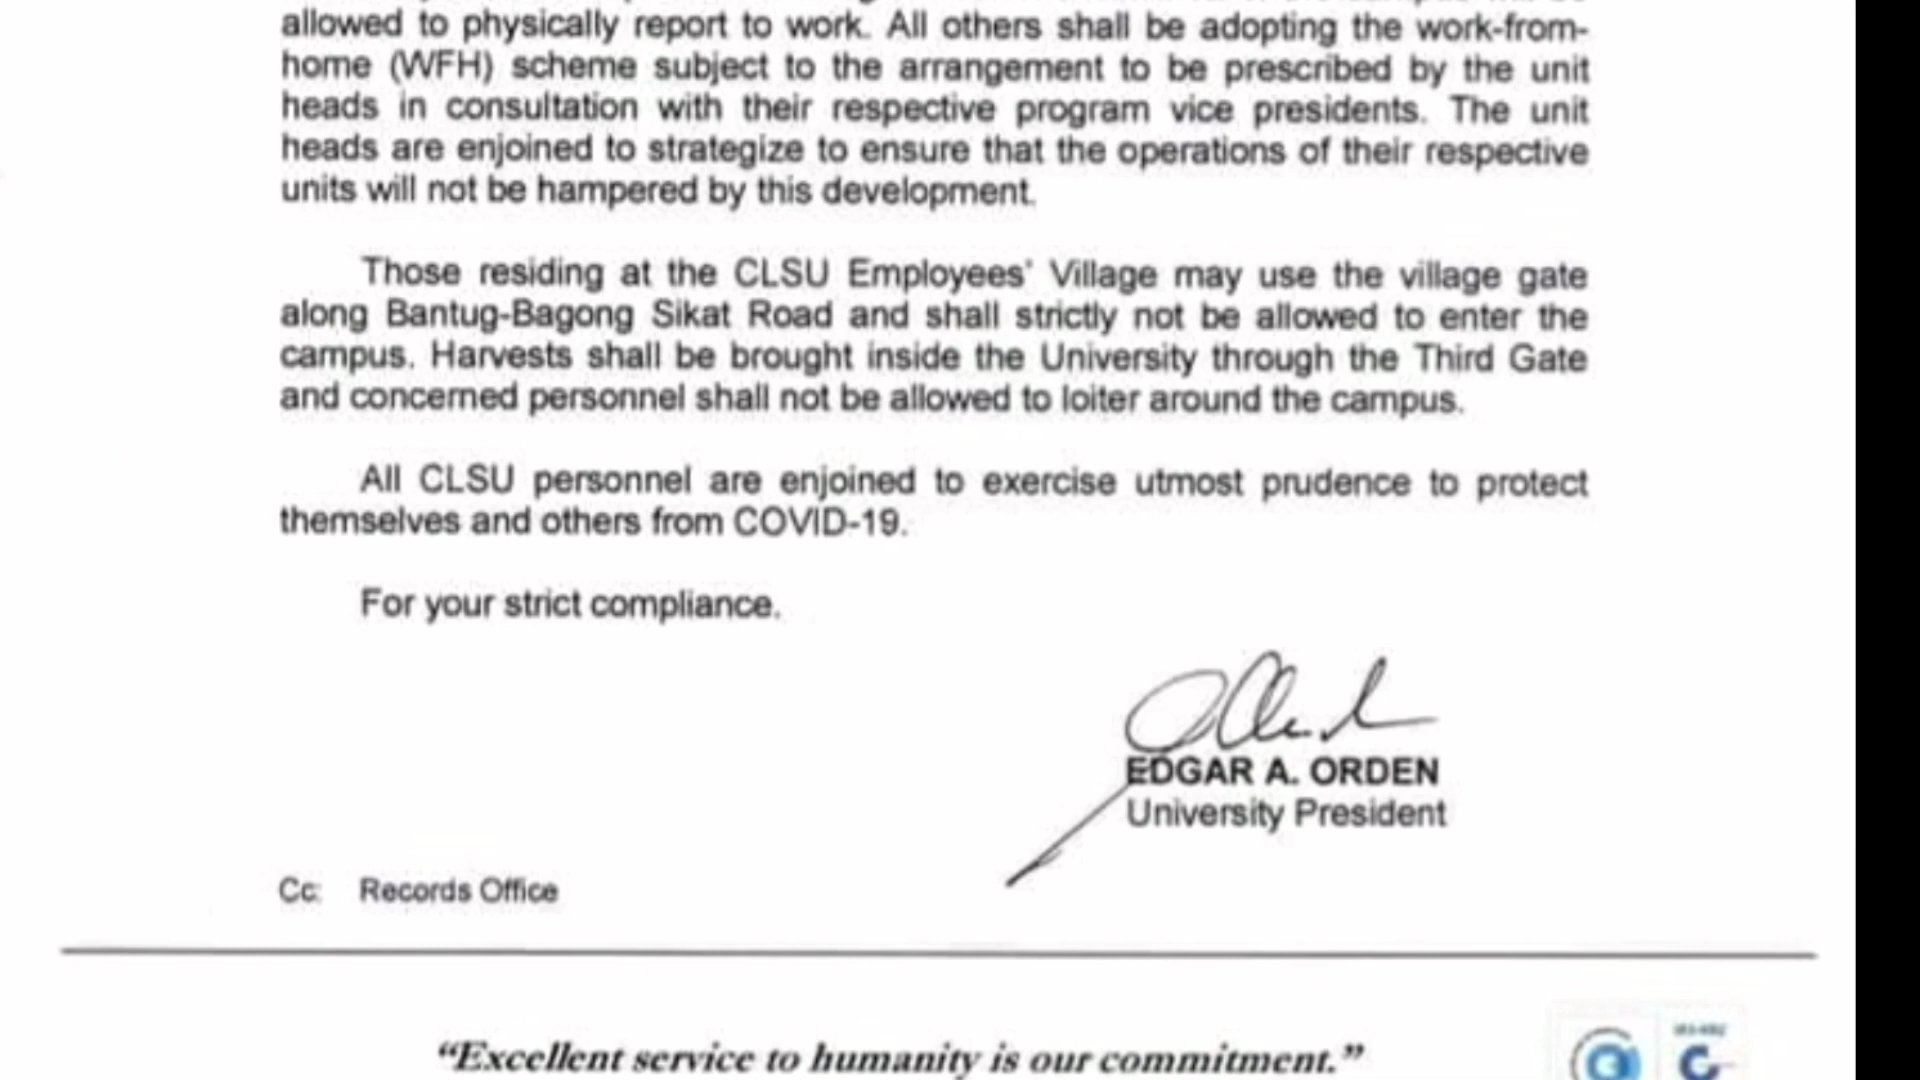 allowed to physically report to work. All others shall be adopting the work-from-
home (WFH) scheme subject to the arrangement to be prescribed by the unit
heads in consultation with their respective program vice presidents. The unit
heads are enjoined to strategize to ensure that the operations of their respective
units will not be hampered by this development.
Those residing at the CLSU Employees' Village may use the village gate
along Bantug-Bagong Sikat Road and shall strictly not be allowed to enter the
campus. Harvests shall be brought inside the University through the Third Gate
and concerned personnel shall not be allowed to loiter around the campus.
All CLSU personnel are enjoined to exercise utmost prudence to protect
themselves and others from COVID-19.
For your strict compliance.
EDGAR A. ORDEN
University President
Cc: Records Office
“Excellent service to humanity is our commitment.”